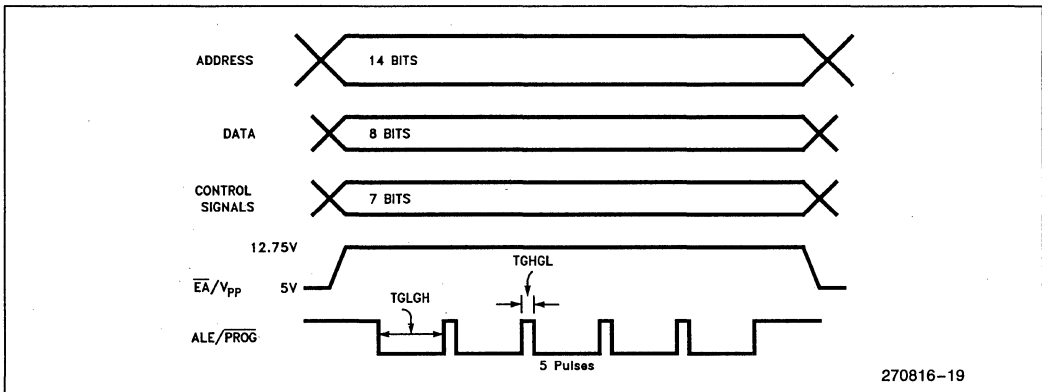 ADDRESS
14 BITS
DATA
8 BITS
CONTROL
SIGNALS
7 BITS
12.75V
EA/VPP
5V
TGHGL
TGLGH
ALE/PROG
5 Pulses
270816-19